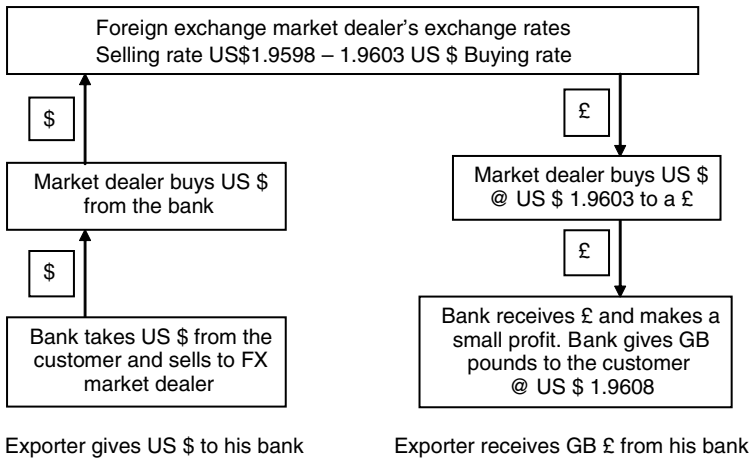 Foreign exchange market dealer’s exchange rates
Selling rate US$1.9598 – 1.9603 US $ Buying rate
$
£
Market dealer buys US $
from the bank
Market dealer buys US $
@ US $ 1.9603 to a £
$
£
Bank takes US $ from the
customer and sells to FX
market dealer
Bank receives £ and makes a
small profit. Bank gives GB
pounds to the customer
@ US $ 1.9608
Exporter gives US $ to his bank
Exporter receives GB £ from his bank